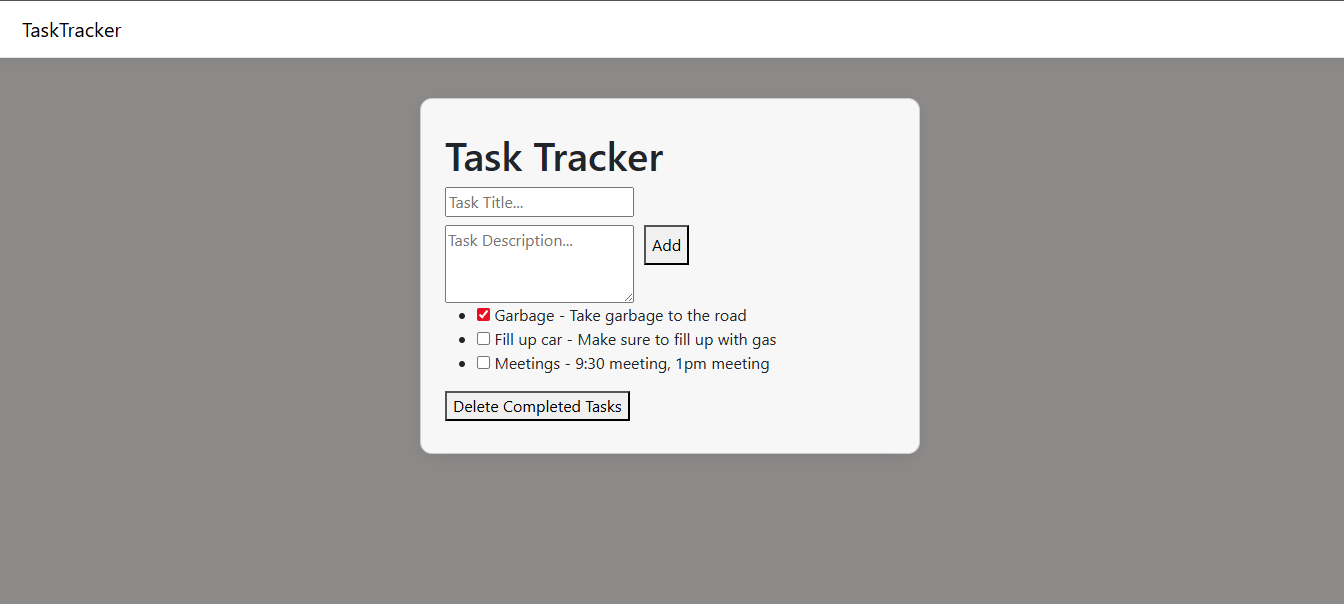 TaskTracker
Task Tracker
Task Title...
Task Description...
Add
Garbage - Take garbage to the road
Fill up car - Make sure to fill up with gas
Meetings - 9:30 meeting, 1pm meeting
Delete Completed Tasks